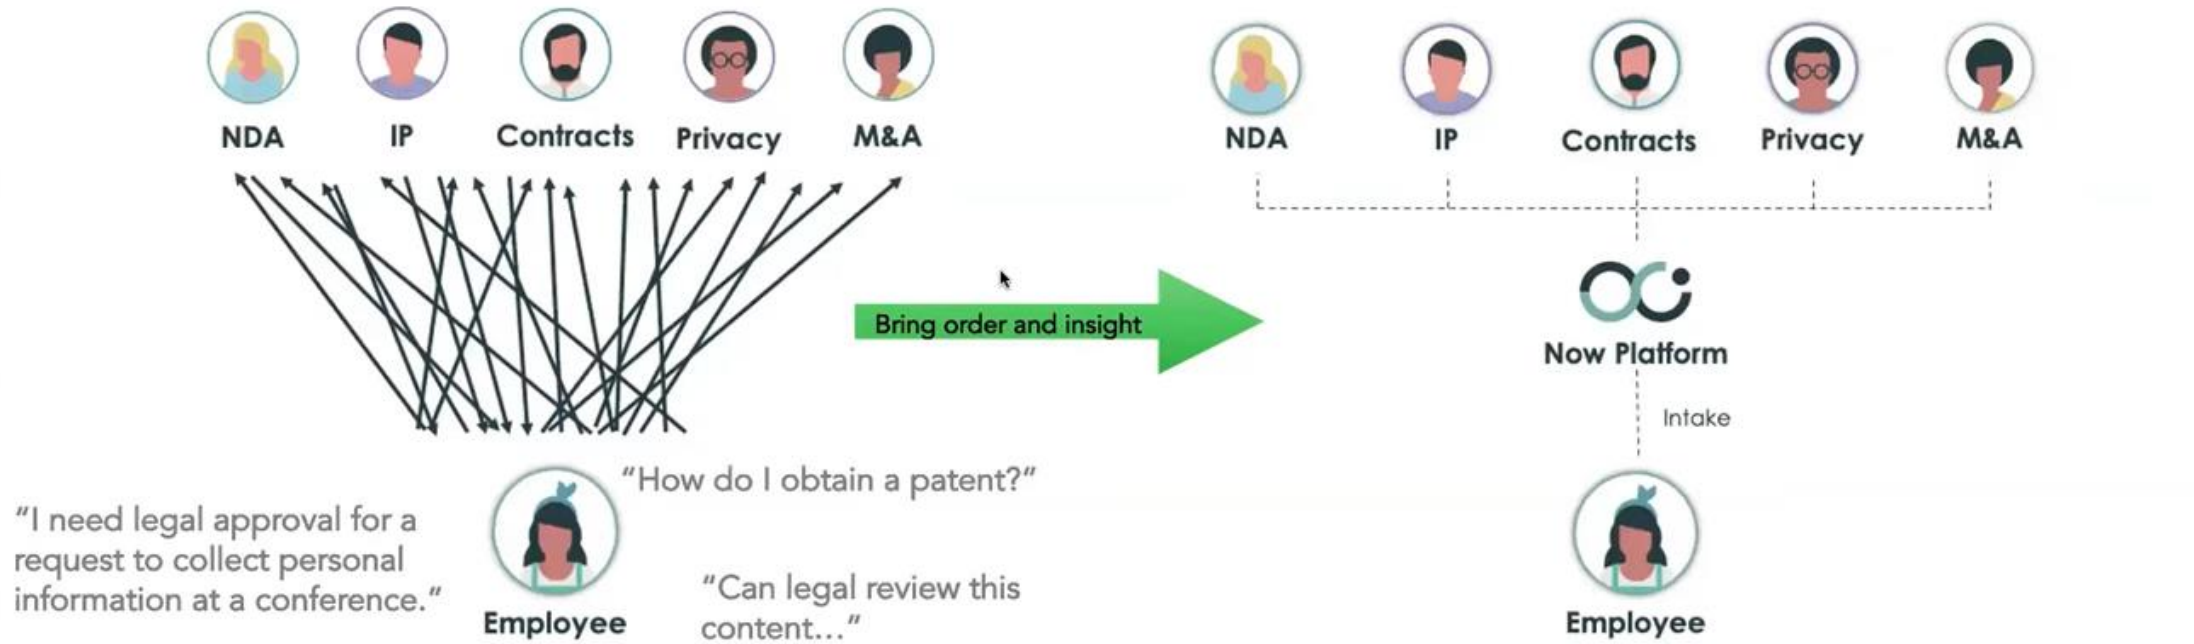 NDA
IP
Contracts
Privacy
M&A
NDA
IP
Contracts
Privacy
M&A
Bring order and insight
Now Platform
Intake
“How do I obtain a patent?”
“I need legal approval for a
request to collect personal
information at a conference.”
“Can legal review this
content...”
Employee
Employee